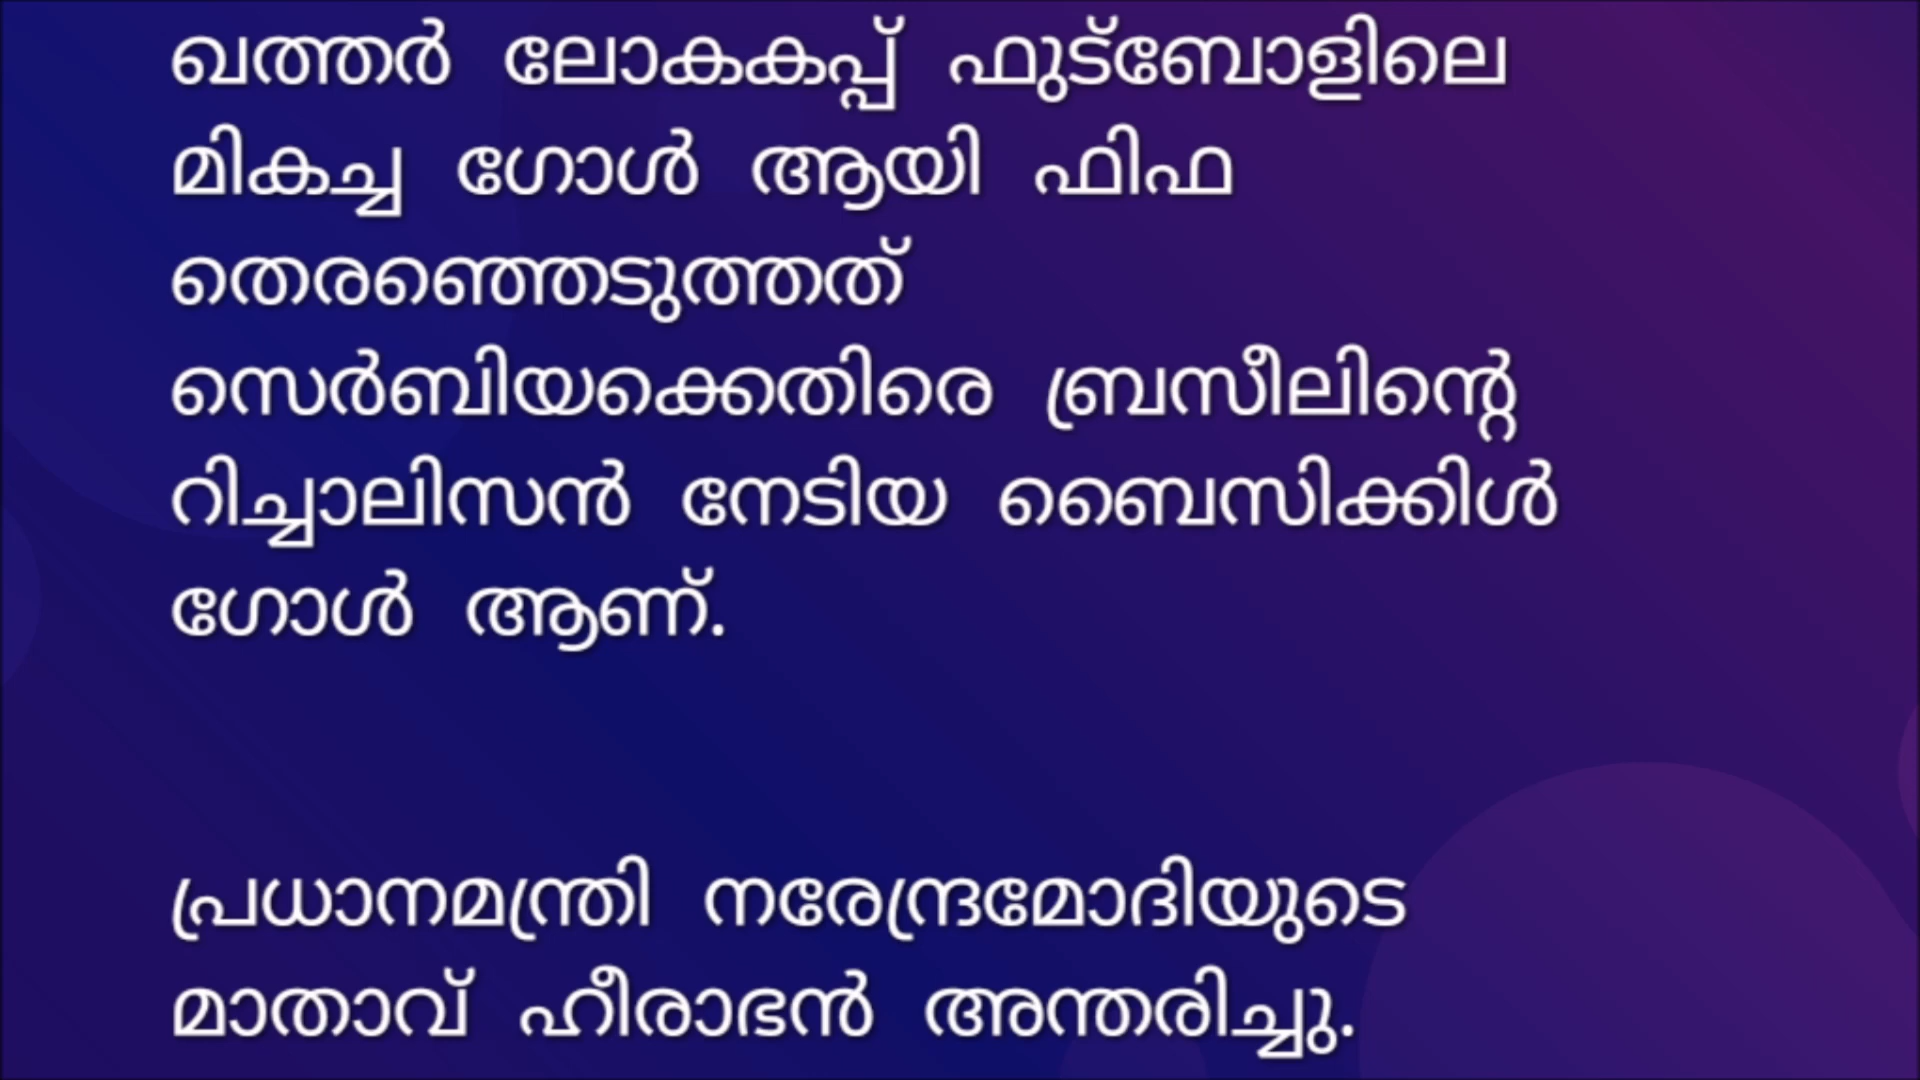 ഖത്തർ ലോകകപ്പ് ഫുട്ബോളിലെ
മികച്ച ഗോൾ ആയി ഫിഫ
തെരഞ്ഞെടുത്തത്
സെർബിയക്കെതിരെ ബ്രസീലിന്റെ
റിച്ചാലിസൻ നേടിയ ബൈസിക്കിൾ
ഗോൾ ആണ്.
പ്രധാനമന്ത്രി നരേന്ദ്രമോദിയുടെ
മാതാവ് ഹീരാഭൻ അന്തരിച്ചു.